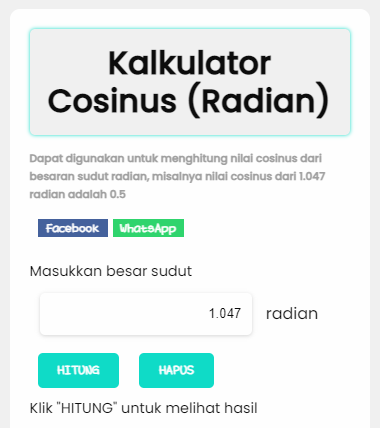 Kalkulator
Cosinus (Radian)
Dapat digunakan untuk menghitung nilai cosinus dari
besaran sudut radian, misalnya nilai cosinus dari 1.047
radian adalah 0.5
Facebook WhatsApp
Masukkan besar sudut
1.047 radian
HITUNG HAPUS
Klik "HITUNG" untuk melihat hasil